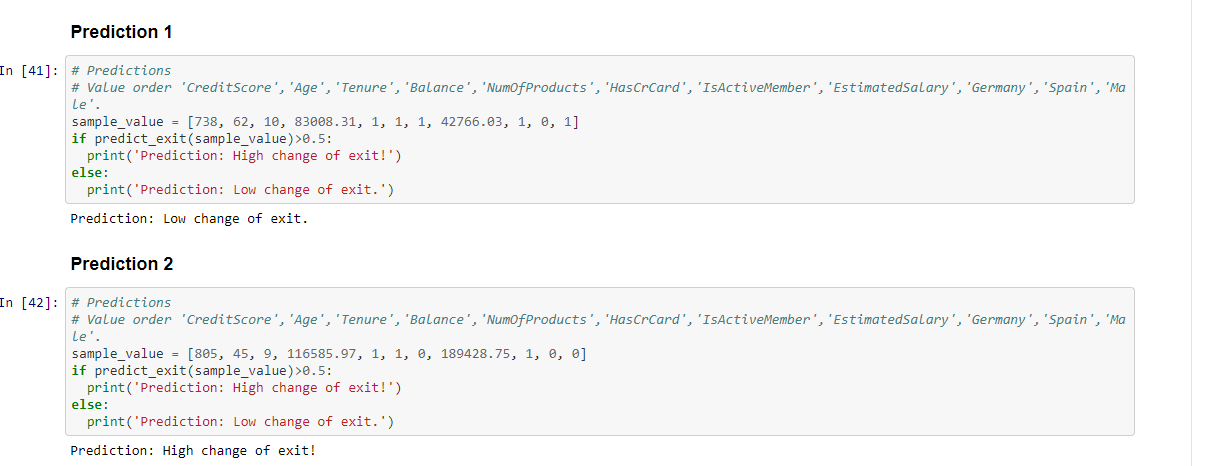 Prediction 1
In [41]: # Predictions
# Value order 'CreditScore','Age','Tenure','Balance','NumOfProducts','HasCrCard','IsActiveMember','EstimatedSalary','Germany','Spain','Ma
le'.
sample_value = [738, 62, 10, 83008.31, 1, 1, 1, 42766.03, 1, 0, 1]
if predict_exit(sample_value)>0.5:
  print('Prediction: High change of exit!')
else:
  print('Prediction: Low change of exit.')
Prediction: Low change of exit.
Prediction 2
In [42]: # Predictions
# Value order 'CreditScore','Age','Tenure','Balance','NumOfProducts','HasCrCard','IsActiveMember','EstimatedSalary','Germany','Spain','Ma
le'.
sample_value = [805, 45, 9, 116585.97, 1, 1, 0, 189428.75, 1, 0, 0]
if predict_exit(sample_value)>0.5:
  print('Prediction: High change of exit!')
else:
  print('Prediction: Low change of exit.')
Prediction: High change of exit!